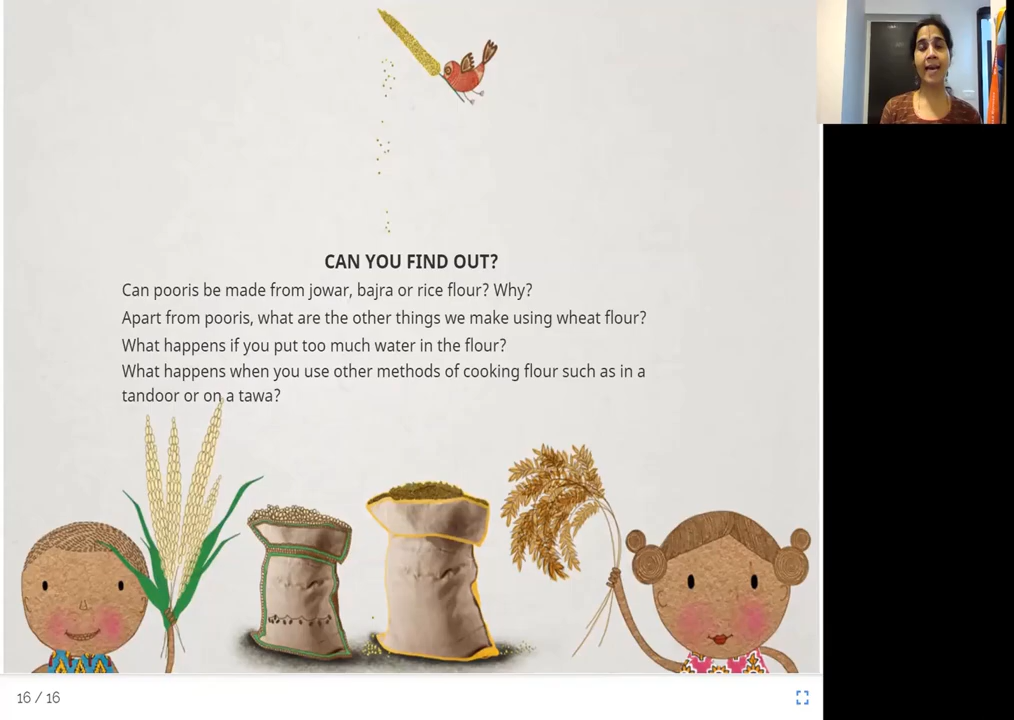 CAN YOU FIND OUT?
Can pooris be made from jowar, bajra or rice flour? Why?
Apart from pooris, what are the other things we make using wheat flour?
What happens if you put too much water in the flour?
What happens when you use other methods of cooking flour such as in a
tandoor or on a tawa?
16 / 16